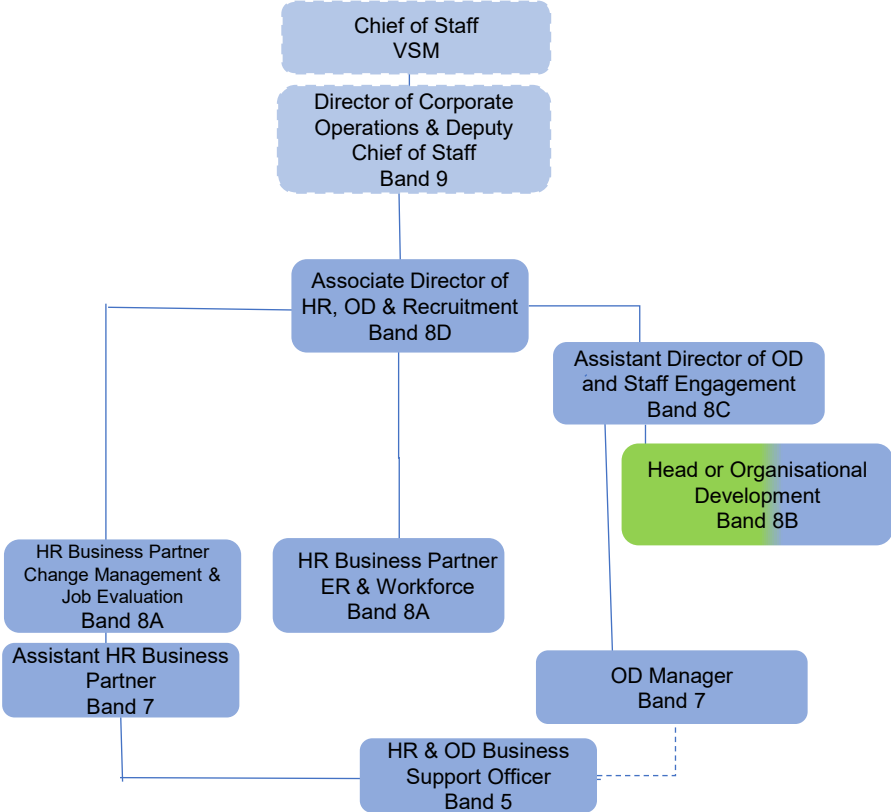 Chief of Staff
VSM
Director of Corporate
Operations & Deputy
Chief of Staff
Band 9
Associate Director of
HR, OD & Recruitment
Band 8D
Assistant Director of OD
and Staff Engagement
Band 8C
Head or Organisational
Development
Band 8B
HR Business Partner
Change Management &
Job Evaluation
Band 8A
HR Business Partner
ER & Workforce
Band 8A
Assistant HR Business
Partner
Band 7
OD Manager
Band 7
HR & OD Business
Support Officer
Band 5